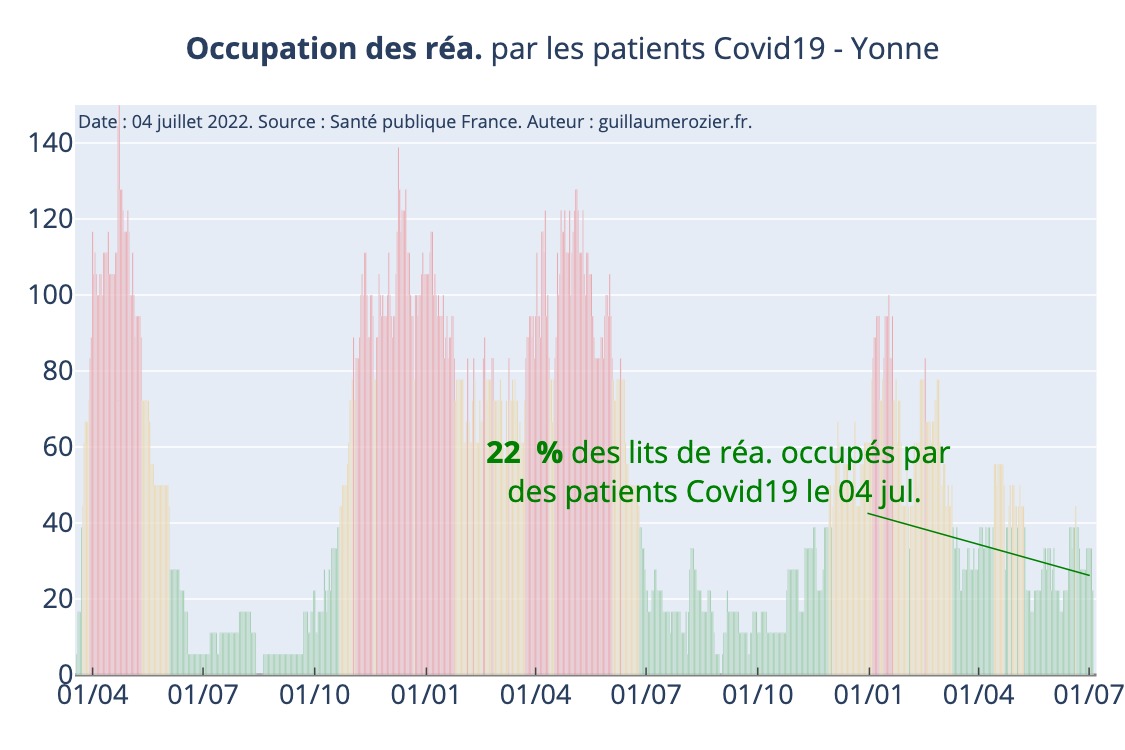 Occupation des réa. par les patients Covid19 - Yonne
Date : 04 juillet 2022. Source : Santé publique France. Auteur : guillaumerozier.fr.
140
120
100
80
60
40
20
0
22 % des lits de réa. occupés par
des patients Covid19 le 04 jul.
01/04 01/07 01/10 01/01 01/04 01/07 01/10 01/01 01/04 01/07